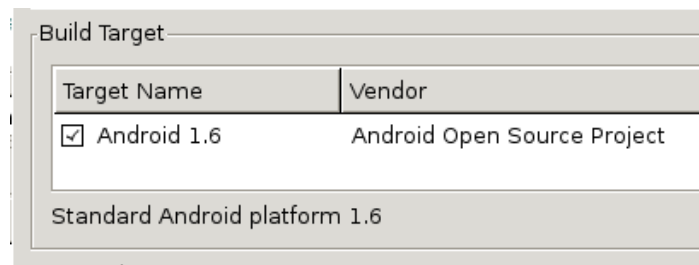 Build Target
Target Name Vendor
Android 1.6 Android Open Source Project
Standard Android platform 1.6